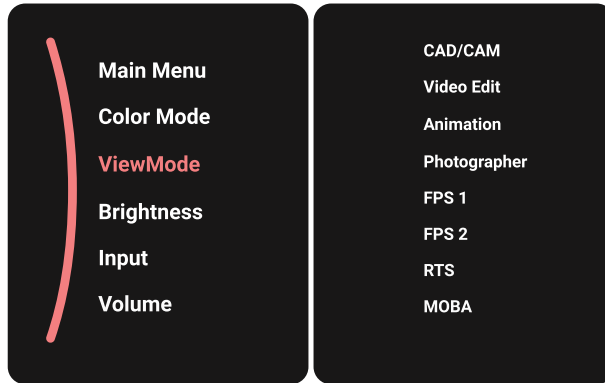 Main Menu
Color Mode
ViewMode
Brightness
Input
Volume
CAD/CAM
Video Edit
Animation
Photographer
FPS 1
FPS 2
RTS
MOBA